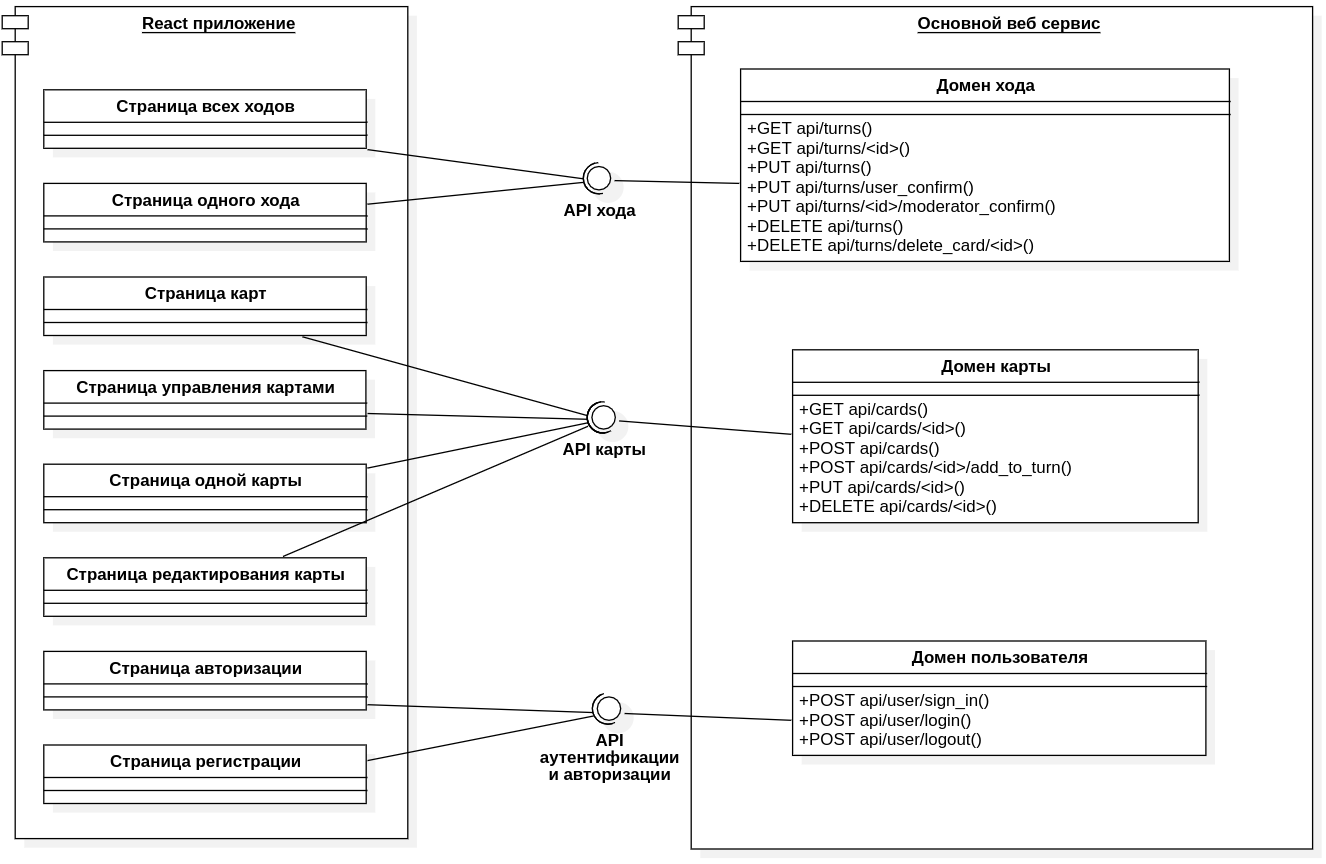 React приложение
Страница всех ходов
Страница одного хода
Страница карт
Страница управления картами
Страница одной карты
Страница редактирования карты
Страница авторизации
Страница регистрации
API хода
API карты
API
аутентификации
и авторизации
Основной веб сервис
Домен хода
+GET api/turns()
+GET api/turns/<id>()
+PUT api/turns()
+PUT api/turns/user_confirm()
+PUT api/turns/<id>/moderator_confirm()
+DELETE api/turns()
+DELETE api/turns/delete_card/<id>()
Домен карты
+GET api/cards()
+GET api/cards/<id>()
+POST api/cards()
+POST api/cards/<id>/add_to_turn()
+PUT api/cards/<id>()
+DELETE api/cards/<id>()
Домен пользователя
+POST api/user/sign_in()
+POST api/user/login()
+POST api/user/logout()